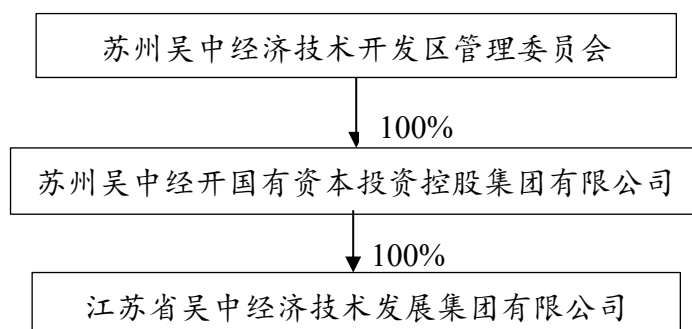 苏州吴中经济技术开发区管理委员会
100%
苏州吴中经开国有资本投资控股集团有限公司
100%
江苏省吴中经济技术发展集团有限公司